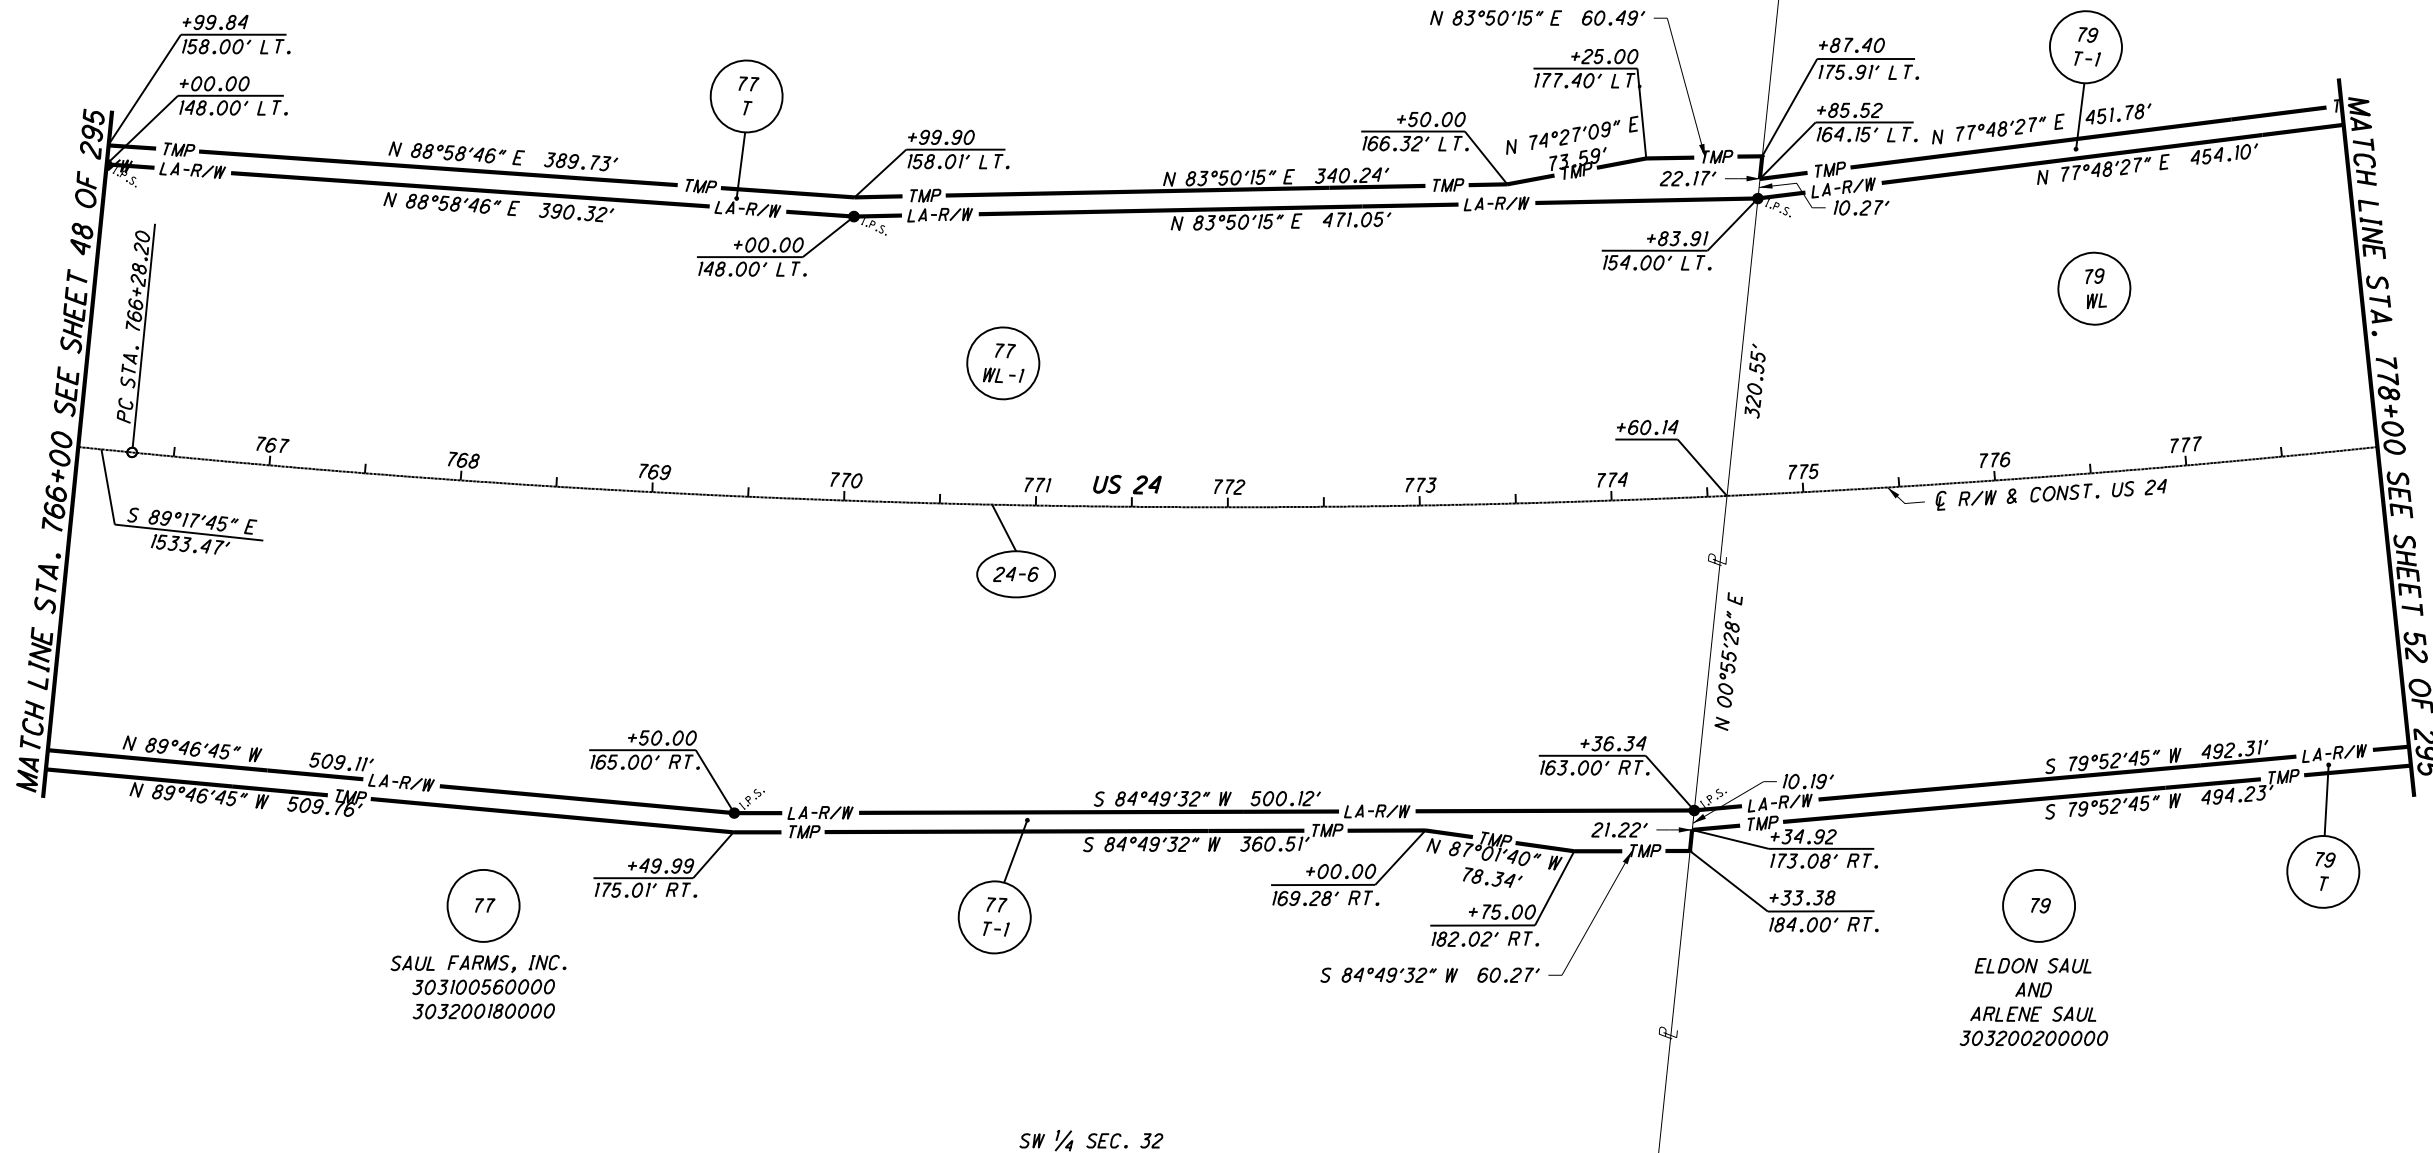 +99.84
158.00' LT.
+00.00
148.00' LT.
MATCH LINE STA. 766+00 SEE SHEET 48 OF 295
I.P.S.
TMP
LA-R/W
N 88°58'46" E 389.73'
N 88°58'46" E 390.32'
77
T
TMP
LA-R/W
+99.90
158.01' LT.
I.P.S.
+00.00
148.00' LT.
TMP
LA-R/W
N 83°50'15" E 340.24'
N 83°50'15" E 471.05'
TMP
LA-R/W
+50.00
166.32' LT.
N 74°27'09" E
73.59'
TMP
+25.00
177.40' LT.
N 83°50'15" E 60.49'
TMP
22.17'
+83.91
154.00' LT.
I.P.S.
+87.40
175.91' LT.
+85.52
164.15' LT.
10.27'
TMP
LA-R/W
N 77°48'27" E 451.78'
N 77°48'27" E 454.10'
79
T-1
T
MATCH LINE STA. 778+00 SEE SHEET 52 OF 295
79
WL
77
WL-1
PC STA. 766+28.20
767
768
769
770
771
US 24
772
773
774
775
776
777
+60.14
320.55'
℄ R/W & CONST. US 24
S 89°17'45" E
1533.47'
24-6
N 00°55'28" E
N 89°46'45" W 509.11'
LA-R/W
N 89°46'45" W 509.76'
TMP
+50.00
165.00' RT.
I.P.S.
+49.99
175.01' RT.
LA-R/W
TMP
S 84°49'32" W 500.12'
S 84°49'32" W 360.51'
LA-R/W
TMP
77
T-1
+00.00
169.28' RT.
TMP
N 87°01'40" W
78.34'
+75.00
182.02' RT.
TMP
S 84°49'32" W 60.27'
+36.34
163.00' RT.
I.P.S.
10.19'
21.22'
LA-R/W
TMP
+34.92
173.08' RT.
+33.38
184.00' RT.
S 79°52'45" W 492.31'
LA-R/W
S 79°52'45" W 494.23'
TMP
79
T
77
SAUL FARMS, INC.
303100560000
303200180000
79
ELDON SAUL
AND
ARLENE SAUL
303200200000
SW 1/4 SEC. 32